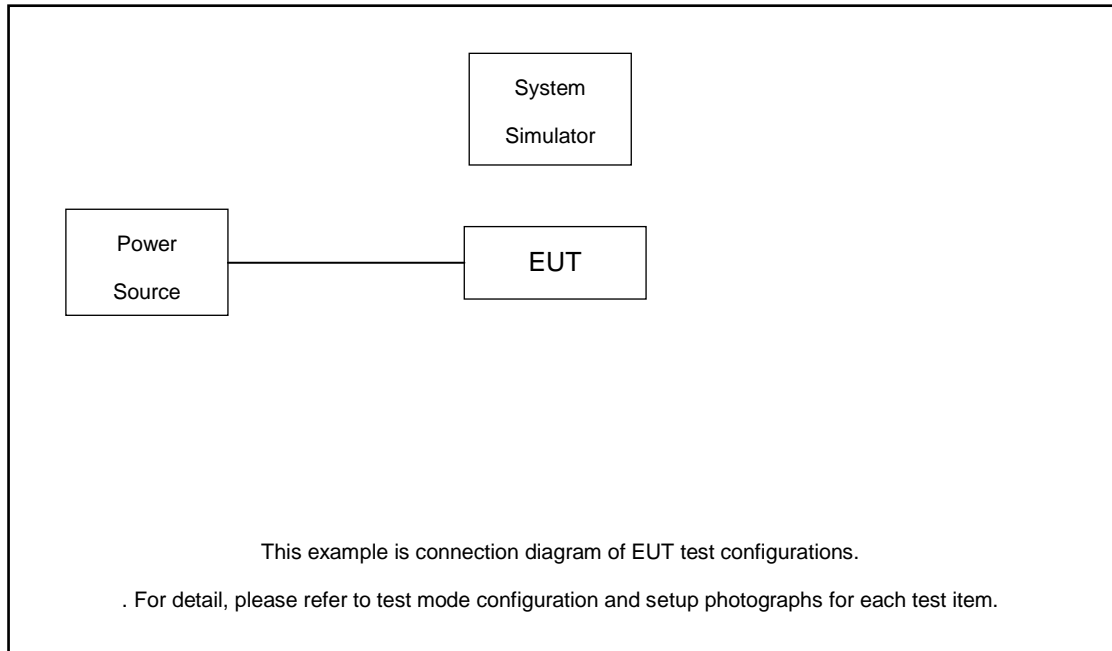 System
Simulator
Power
Source
EUT
This example is connection diagram of EUT test configurations.
. For detail, please refer to test mode configuration and setup photographs for each test item.